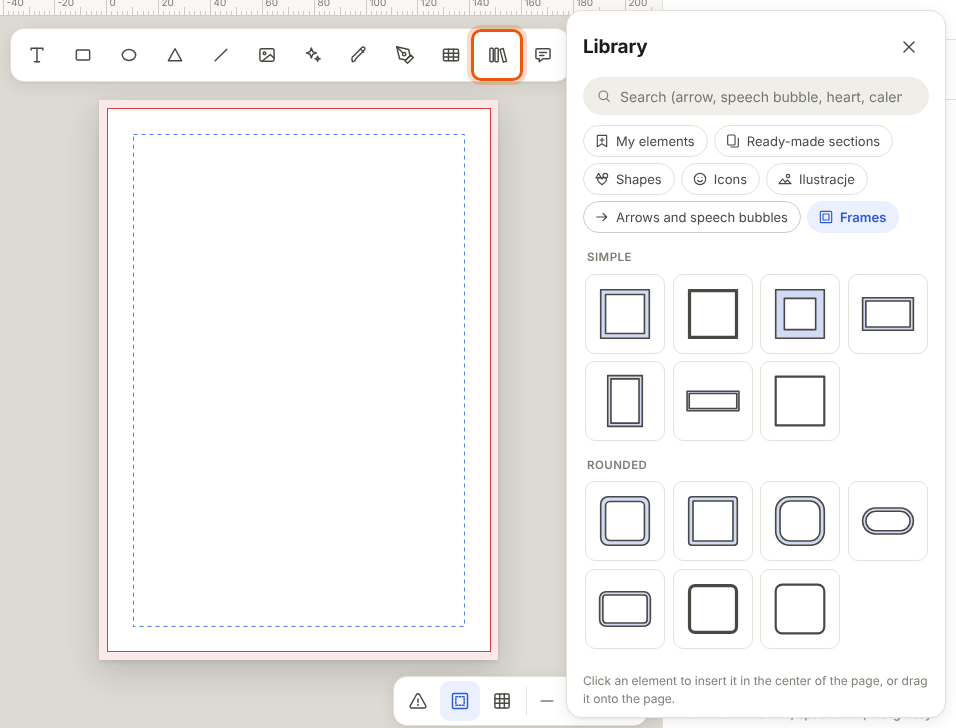 -40 -20 0 20 40 60 80 100 120 140 160 180 200
Library
Search (arrow, speech bubble, heart, caler
My elements
Ready-made sections
Shapes
Icons
Ilustracje
Arrows and speech bubbles
Frames
SIMPLE
ROUNDED
Click an element to insert it in the center of the page, or drag
it onto the page.